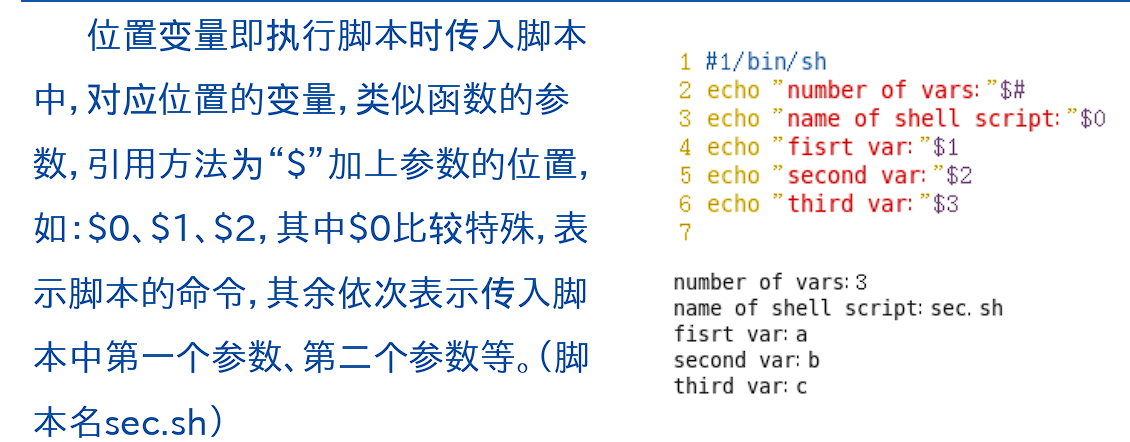 位置变量即执行脚本时传入脚本
中,对应位置的变量,类似函数的参
数,引用方法为“$”加上参数的位置,
如:$0、$1、$2,其中$0比较特殊,表
示脚本的命令,其余依次表示传入脚
本中第一个参数、第二个参数等。(脚
本名sec.sh)
1 #1/bin/sh
2 echo "number of vars:"$#
3 echo "name of shell script:"$0
4 echo "fisrt var:"$1
5 echo "second var:"$2
6 echo "third var:"$3
7
number of vars:3
name of shell script:sec.sh
fisrt var:a
second var:b
third var:c